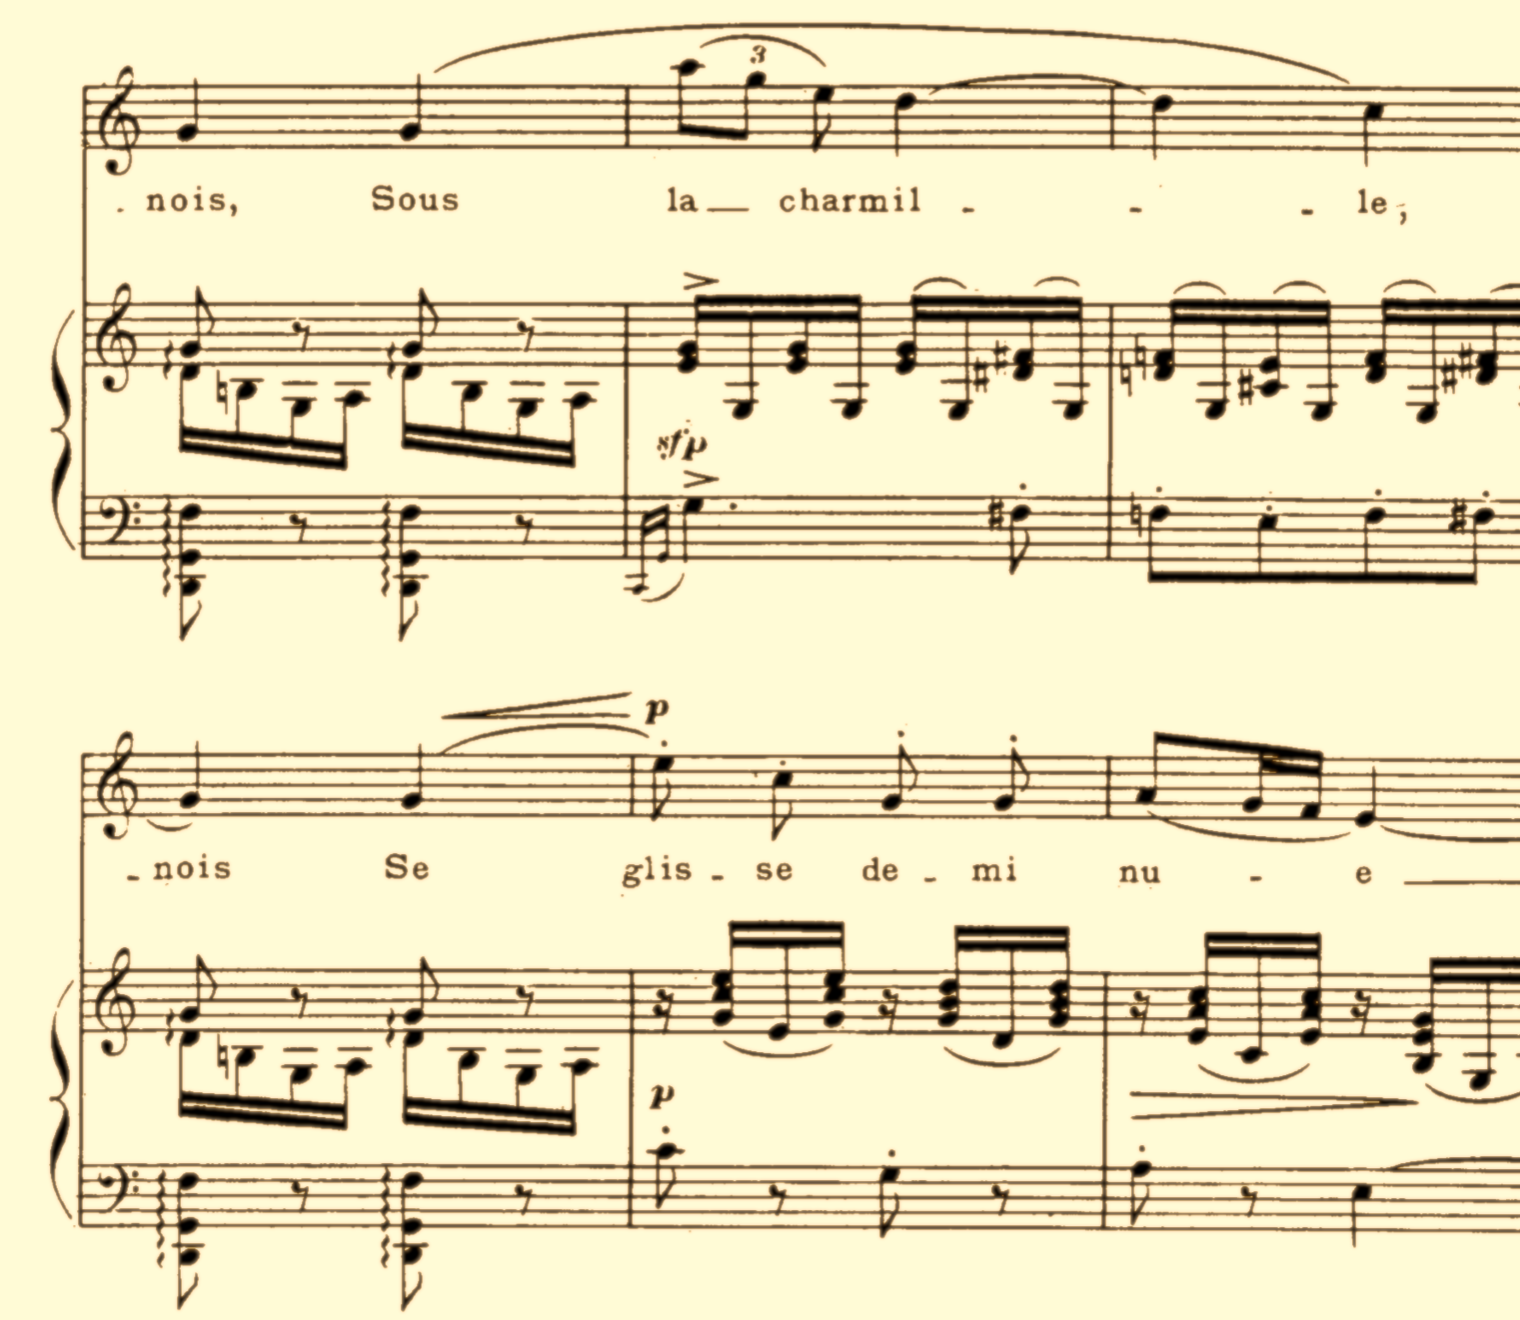 3
- nois, Sous la charmil - - - le,
sfp
p
- nois Se glis - se de - mi nu - e
p